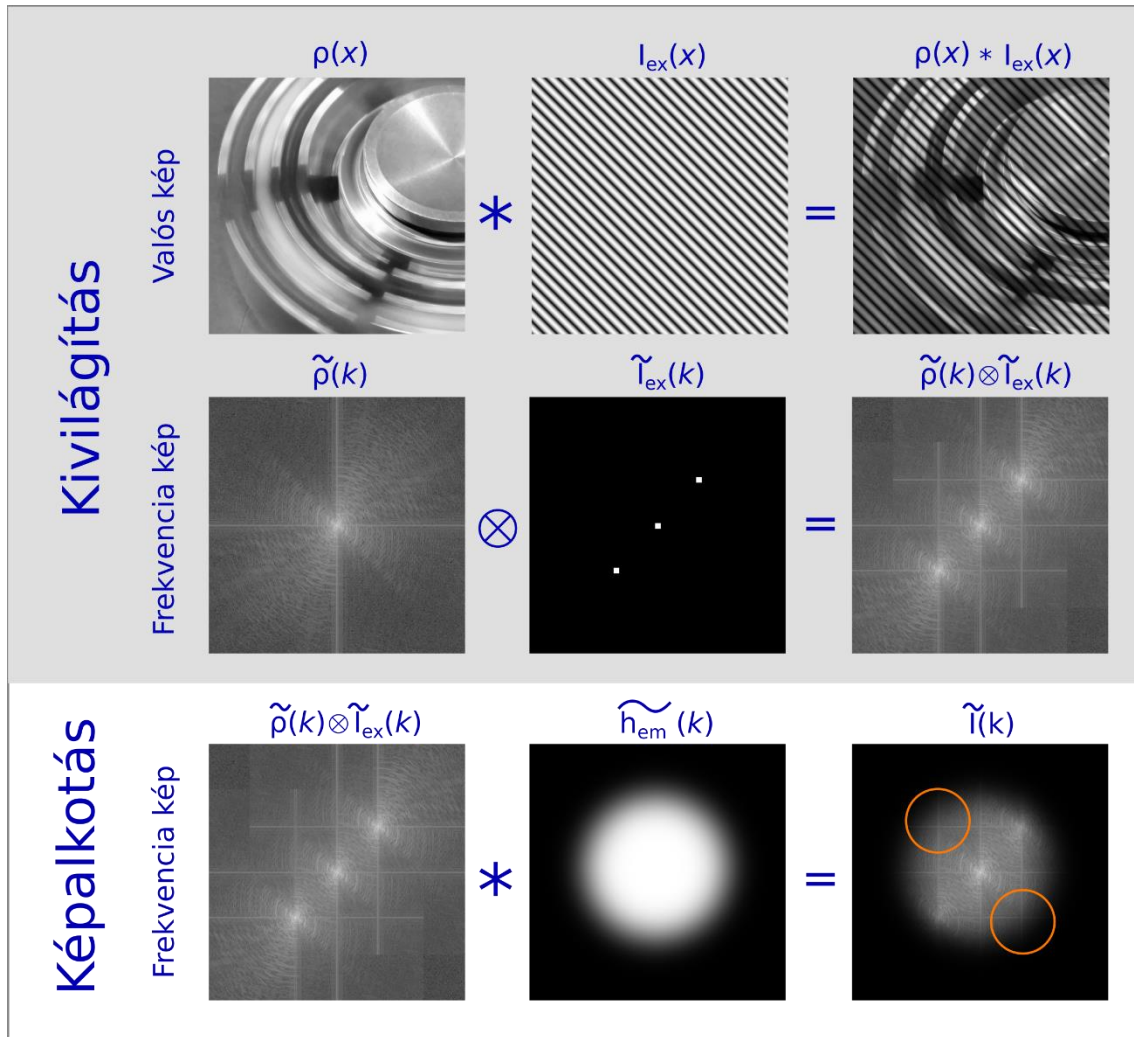 Kivilágítás
Valós kép
ρ(x)
*
I_ex(x)
=
ρ(x) * I_ex(x)
Frekvencia kép
ρ̃(k)
⊗
Ĩ_ex(k)
=
ρ̃(k)⊗Ĩ_ex(k)
Képalkotás
Frekvencia kép
ρ̃(k)⊗Ĩ_ex(k)
*
h̃_em (k)
=
Ĩ(k)